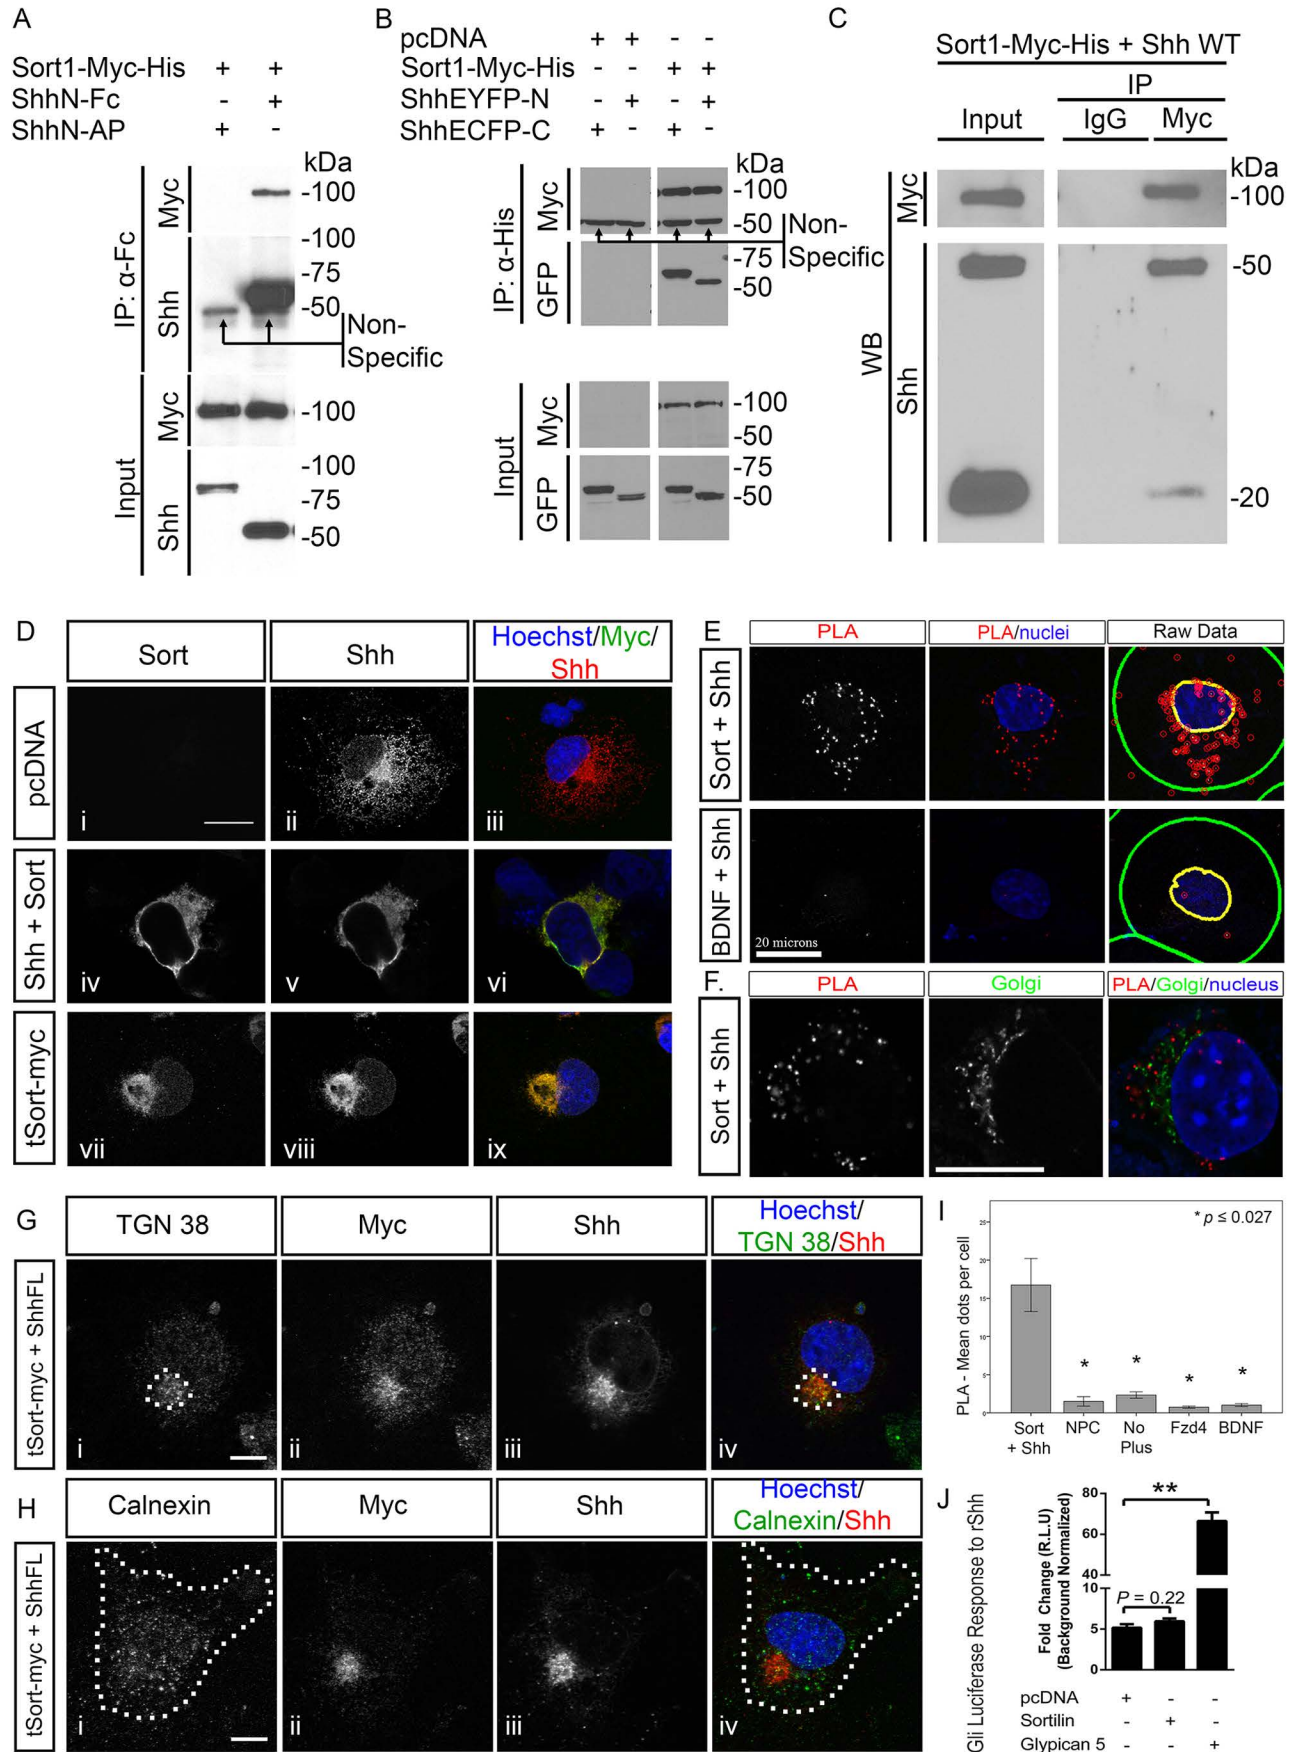 A
Sort1-Myc-His + +
ShhN-Fc - +
ShhN-AP + -
kDa
IP: α-Fc
Myc
-100
Shh
-100
-75
-50
Non-
Specific
Input
Myc
-100
Shh
-100
-75
-50
B
pcDNA + + - -
Sort1-Myc-His - - + +
ShhEYFP-N - + - +
ShhECFP-C + - + -
kDa
IP: α-His
Myc
-100
-50
Non-
Specific
GFP
-75
-50
Input
Myc
-100
-50
GFP
-75
-50
C
Sort1-Myc-His + Shh WT
IP
Input IgG Myc
kDa
WB
Myc
-100
Shh
-50
-20
D
Sort Shh Hoechst/Myc/
Shh
pcDNA
i ii iii
Shh + Sort
iv v vi
tSort-myc
vii viii ix
E
PLA PLA/nuclei Raw Data
Sort + Shh
BDNF + Shh
20 microns
F.
PLA Golgi PLA/Golgi/nucleus
Sort + Shh
G
TGN 38 Myc Shh Hoechst/
TGN 38/Shh
tSort-myc + ShhFL
i ii iii iv
H
Calnexin Myc Shh Hoechst/
Calnexin/Shh
tSort-myc + ShhFL
i ii iii iv
I
* p ≤ 0.027
PLA - Mean dots per cell
25
20
15
10
5
0
* * * *
Sort
+ Shh
NPC
No
Plus
Fzd4
BDNF
J
Gli Luciferase Response to rShh
Fold Change (R.L.U)
(Background Normalized)
80
60
40
10
5
0
**
P = 0.22
pcDNA + - -
Sortilin - + -
Glypican 5 - - +